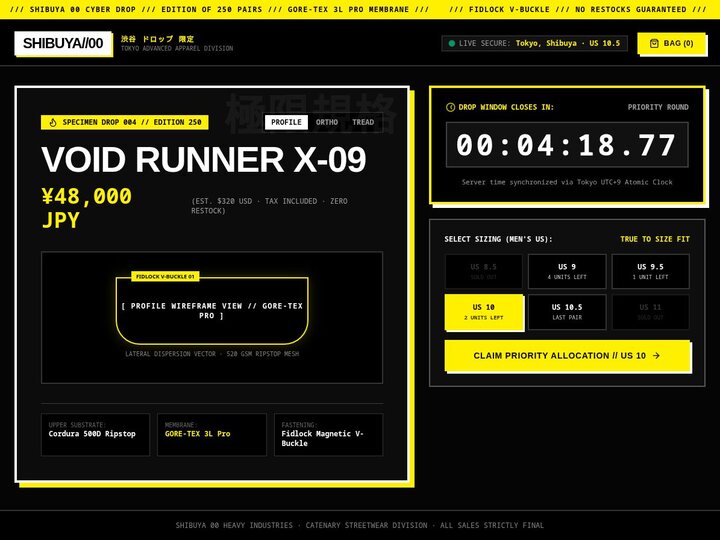 /// SHIBUYA 00 CYBER DROP /// EDITION OF 250 PAIRS /// GORE-TEX 3L PRO MEMBRANE /// /// FIDLOCK V-BUCKLE /// NO RESTOCKS GUARANTEED ///
SHIBUYA//00
渋谷 ドロップ 限定
TOKYO ADVANCED APPAREL DIVISION
LIVE SECURE: Tokyo, Shibuya · US 10.5
BAG (0)
極限規格
SPECIMEN DROP 004 // EDITION 250
PROFILE ORTHO TREAD
VOID RUNNER X-09
¥48,000 JPY
(EST. $320 USD · TAX INCLUDED · ZERO
RESTOCK)
FIDLOCK V-BUCKLE 01
[ PROFILE WIREFRAME VIEW // GORE-TEX
PRO ]
LATERAL DISPERSION VECTOR · 520 GSM RIPSTOP MESH
UPPER SUBSTRATE:
Cordura 500D Ripstop
MEMBRANE:
GORE-TEX 3L Pro
FASTENING:
Fidlock Magnetic V-
Buckle
DROP WINDOW CLOSES IN:
PRIORITY ROUND
00:04:18.77
Server time synchronized via Tokyo UTC+9 Atomic Clock
SELECT SIZING (MEN'S US):
TRUE TO SIZE FIT
US 8.5
SOLD OUT
US 9
4 UNITS LEFT
US 9.5
1 UNIT LEFT
US 10
2 UNITS LEFT
US 10.5
LAST PAIR
US 11
SOLD OUT
CLAIM PRIORITY ALLOCATION // US 10 →
SHIBUYA 00 HEAVY INDUSTRIES · CATENARY STREETWEAR DIVISION · ALL SALES STRICTLY FINAL